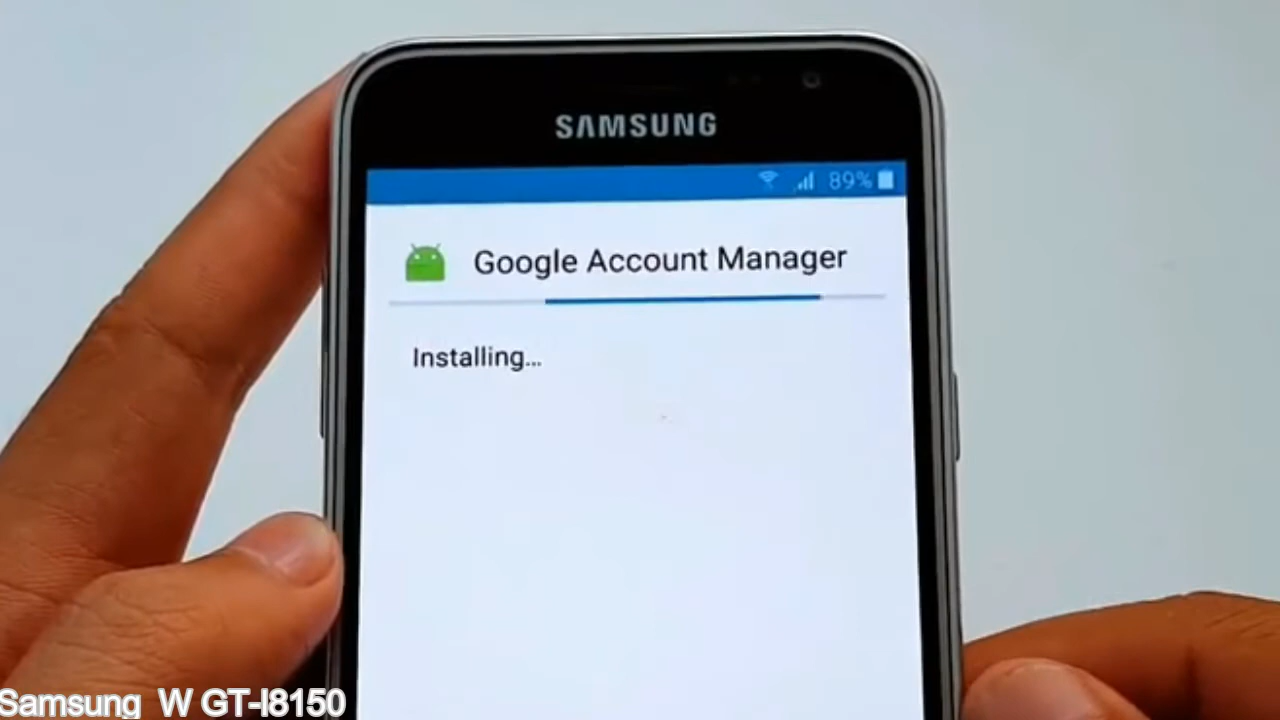 SAMSUNG
89%
Google Account Manager
Installing...
Samsung  W GT-I8150